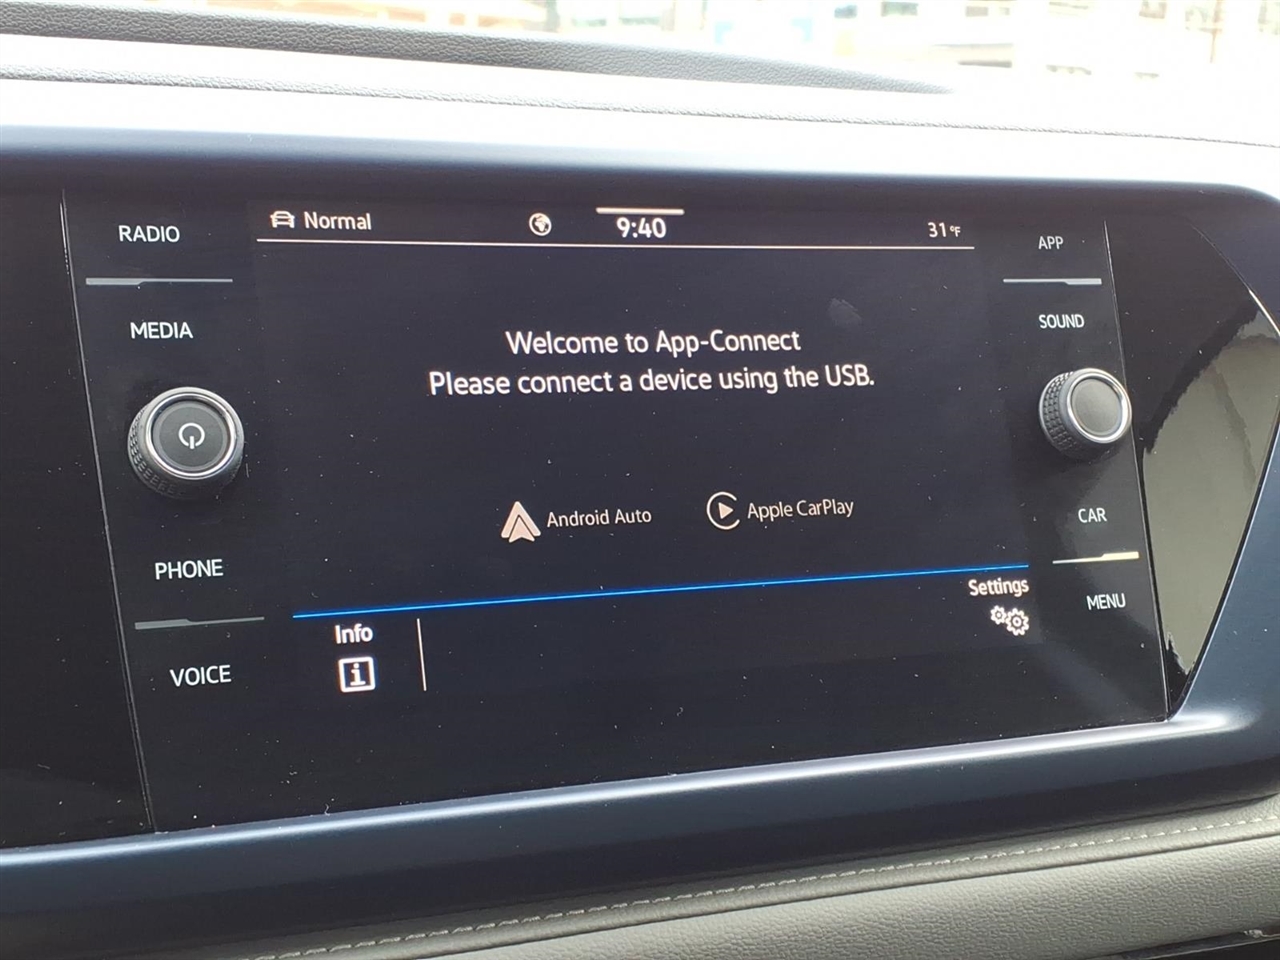 RADIO
MEDIA
PHONE
VOICE
Normal
9:40
31°F
Welcome to App-Connect
Please connect a device using the USB.
Android Auto
Apple CarPlay
Info
i
Settings
APP
SOUND
CAR
MENU